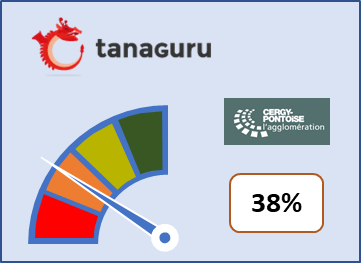 tanaguru
CERGY-
PONTOISE
l'agglomération
38%